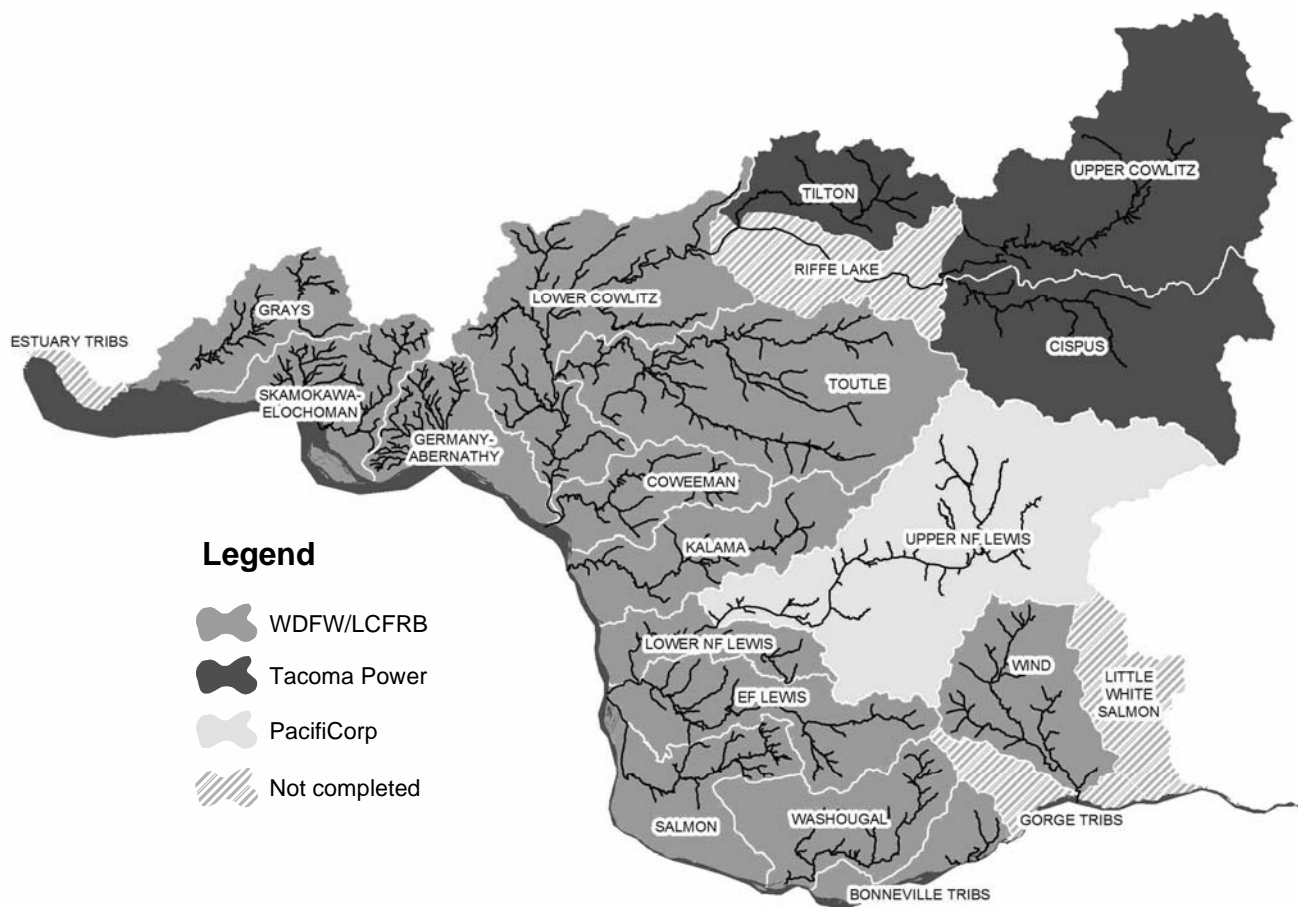 UPPER COWLITZ
TILTON
RIFFE LAKE
LOWER COWLITZ
GRAYS
ESTUARY TRIBS
CISPUS
TOUTLE
SKAMOKAWA-
ELOCHOMAN
GERMANY-
ABERNATHY
COWEEMAN
KALAMA
UPPER NF LEWIS
Legend
WDFW/LCFRB
Tacoma Power
PacifiCorp
Not completed
LOWER NF LEWIS
WIND
LITTLE
WHITE
SALMON
EF LEWIS
SALMON
WASHOUGAL
GORGE TRIBS
BONNEVILLE TRIBS